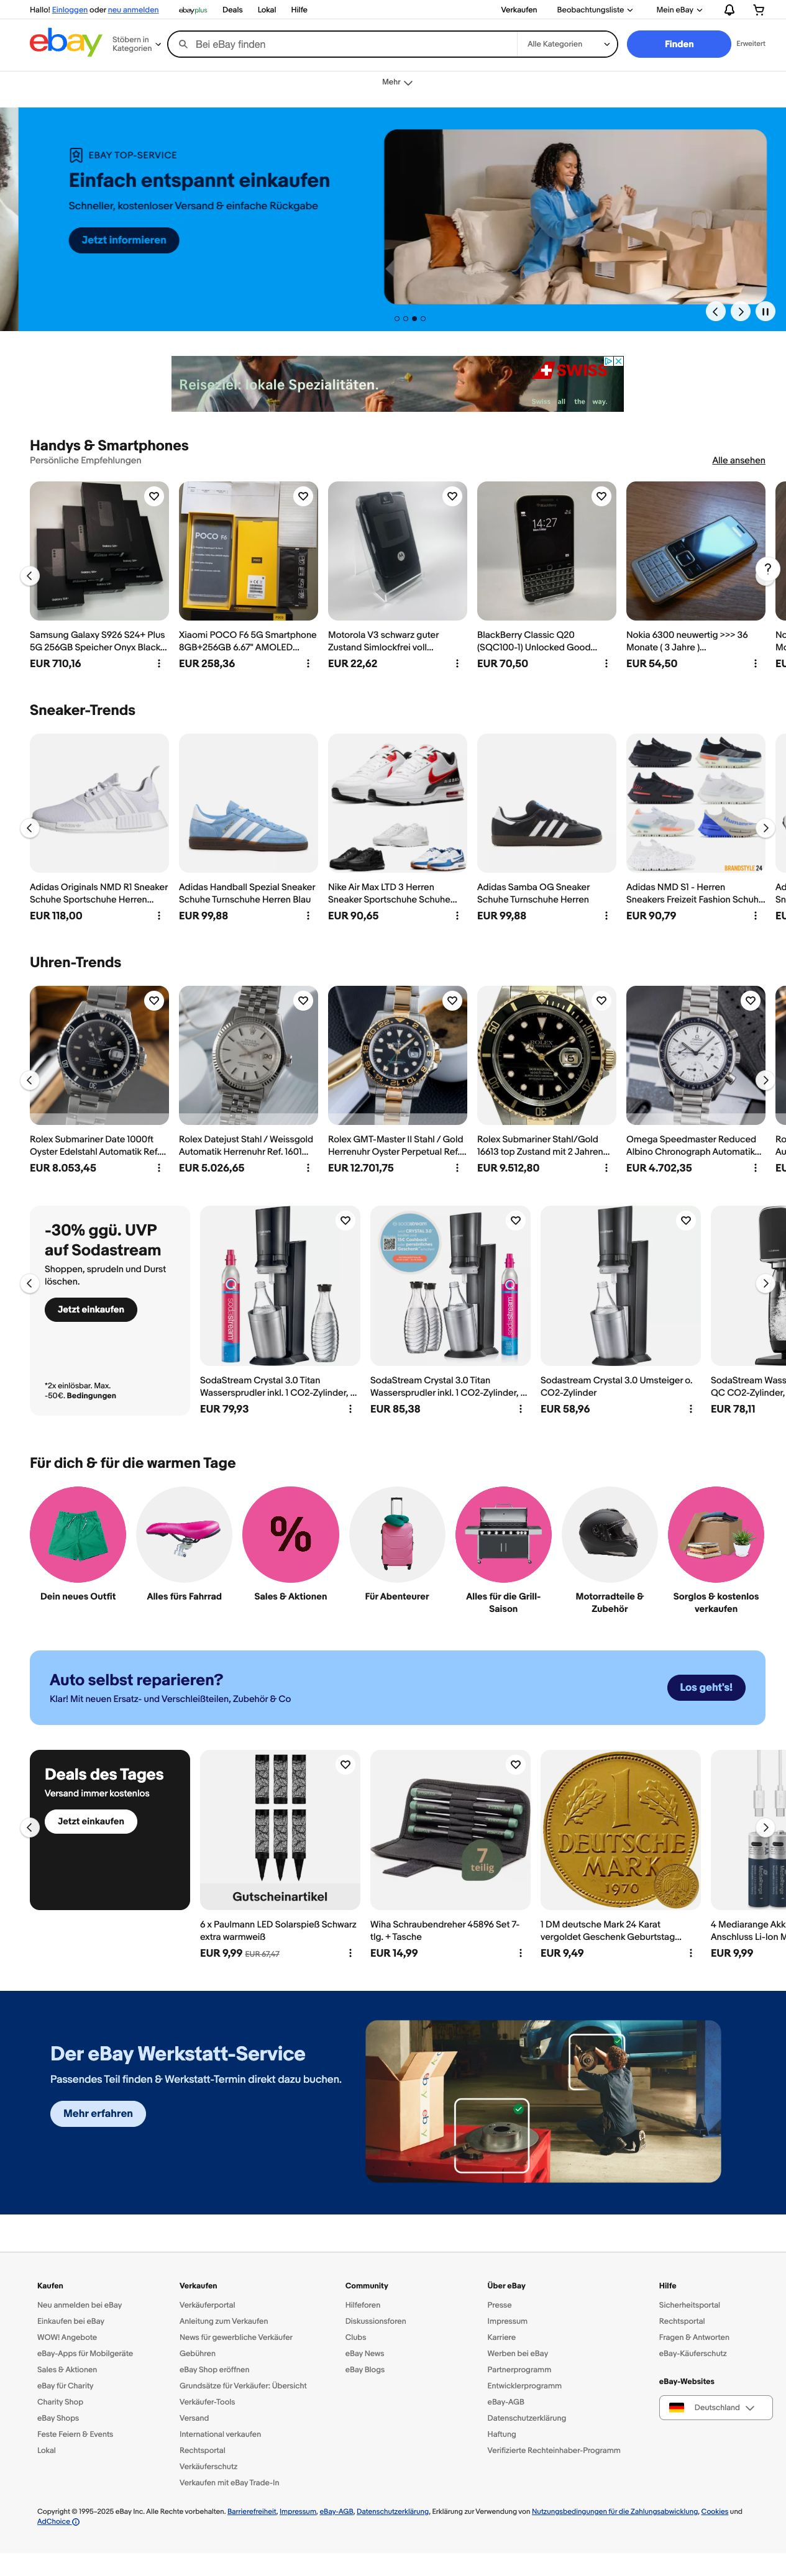 Hallo! Einloggen oder neu anmelden
ebayplus
Deals
Lokal
Hilfe
Verkaufen
Beobachtungsliste
Mein eBay
ebay
Stöbern in
Kategorien
Bei eBay finden
Alle Kategorien
Finden
Erweitert
Mehr
EBAY TOP-SERVICE
Einfach entspannt einkaufen
Schneller, kostenloser Versand & einfache Rückgabe
Jetzt informieren
Reiseziel: lokale Spezialitäten.
SWISS
Swiss all the way.
Handys & Smartphones
Persönliche Empfehlungen
Alle ansehen
POCO F6
14:27
?
Samsung Galaxy S926 S24+ Plus
5G 256GB Speicher Onyx Black...
EUR 710,16
Xiaomi POCO F6 5G Smartphone
8GB+256GB 6.67" AMOLED...
EUR 258,36
Motorola V3 schwarz guter
Zustand Simlockfrei voll...
EUR 22,62
BlackBerry Classic Q20
(SQC100-1) Unlocked Good...
EUR 70,50
Nokia 6300 neuwertig >>> 36
Monate ( 3 Jahre )...
EUR 54,50
Sneaker-Trends
BRANDSTYLE 24
Adidas Originals NMD R1 Sneaker
Schuhe Sportschuhe Herren...
EUR 118,00
Adidas Handball Spezial Sneaker
Schuhe Turnschuhe Herren Blau
EUR 99,88
Nike Air Max LTD 3 Herren
Sneaker Sportschuhe Schuhe...
EUR 90,65
Adidas Samba OG Sneaker
Schuhe Turnschuhe Herren
EUR 99,88
Adidas NMD S1 - Herren
Sneakers Freizeit Fashion Schuh...
EUR 90,79
Uhren-Trends
Rolex Submariner Date 1000ft
Oyster Edelstahl Automatik Ref....
EUR 8.053,45
Rolex Datejust Stahl / Weissgold
Automatik Herrenuhr Ref. 1601...
EUR 5.026,65
Rolex GMT-Master II Stahl / Gold
Herrenuhr Oyster Perpetual Ref....
EUR 12.701,75
Rolex Submariner Stahl/Gold
16613 top Zustand mit 2 Jahren...
EUR 9.512,80
Omega Speedmaster Reduced
Albino Chronograph Automatik...
EUR 4.702,35
-30% ggü. UVP
auf Sodastream
Shoppen, sprudeln und Durst
löschen.
Jetzt einkaufen
*2x einlösbar. Max.
-50€. Bedingungen
sodastream
SodaStream Crystal 3.0 Titan
Wassersprudler inkl. 1 CO2-Zylinder, ...
EUR 79,93
SodaStream Crystal 3.0 Titan
Wassersprudler inkl. 1 CO2-Zylinder, ...
EUR 85,38
Sodastream Crystal 3.0 Umsteiger o.
CO2-Zylinder
EUR 58,96
SodaStream Wass
QC CO2-Zylinder,
EUR 78,11
Für dich & für die warmen Tage
%
Dein neues Outfit
Alles fürs Fahrrad
Sales & Aktionen
Für Abenteurer
Alles für die Grill-
Saison
Motorradteile &
Zubehör
Sorglos & kostenlos
verkaufen
Auto selbst reparieren?
Klar! Mit neuen Ersatz- und Verschleißteilen, Zubehör & Co
Los geht's!
Deals des Tages
Versand immer kostenlos
Jetzt einkaufen
Gutscheinartikel
7
teilig
1
DEUTSCHE
MARK
1970
6 x Paulmann LED Solarspieß Schwarz
extra warmweiß
EUR 9,99 EUR 67,47
Wiha Schraubendreher 45896 Set 7-
tlg. + Tasche
EUR 14,99
1 DM deutsche Mark 24 Karat
vergoldet Geschenk Geburtstag...
EUR 9,49
4 Mediarange Akk
Anschluss Li-Ion M
EUR 9,99
Der eBay Werkstatt-Service
Passendes Teil finden & Werkstatt-Termin direkt dazu buchen.
Mehr erfahren
Kaufen
Neu anmelden bei eBay
Einkaufen bei eBay
WOW! Angebote
eBay-Apps für Mobilgeräte
Sales & Aktionen
eBay für Charity
Charity Shop
eBay Shops
Feste Feiern & Events
Lokal
Verkaufen
Verkäuferportal
Anleitung zum Verkaufen
News für gewerbliche Verkäufer
Gebühren
eBay Shop eröffnen
Grundsätze für Verkäufer: Übersicht
Verkäufer-Tools
Versand
International verkaufen
Rechtsportal
Verkäuferschutz
Verkaufen mit eBay Trade-In
Community
Hilfeforen
Diskussionsforen
Clubs
eBay News
eBay Blogs
Über eBay
Presse
Impressum
Karriere
Werben bei eBay
Partnerprogramm
Entwicklerprogramm
eBay-AGB
Datenschutzerklärung
Haftung
Verifizierte Rechteinhaber-Programm
Hilfe
Sicherheitsportal
Rechtsportal
Fragen & Antworten
eBay-Käuferschutz
eBay-Websites
Deutschland
Copyright © 1995-2025 eBay Inc. Alle Rechte vorbehalten. Barrierefreiheit, Impressum, eBay-AGB, Datenschutzerklärung, Erklärung zur Verwendung von Nutzungsbedingungen für die Zahlungsabwicklung, Cookies und
AdChoice